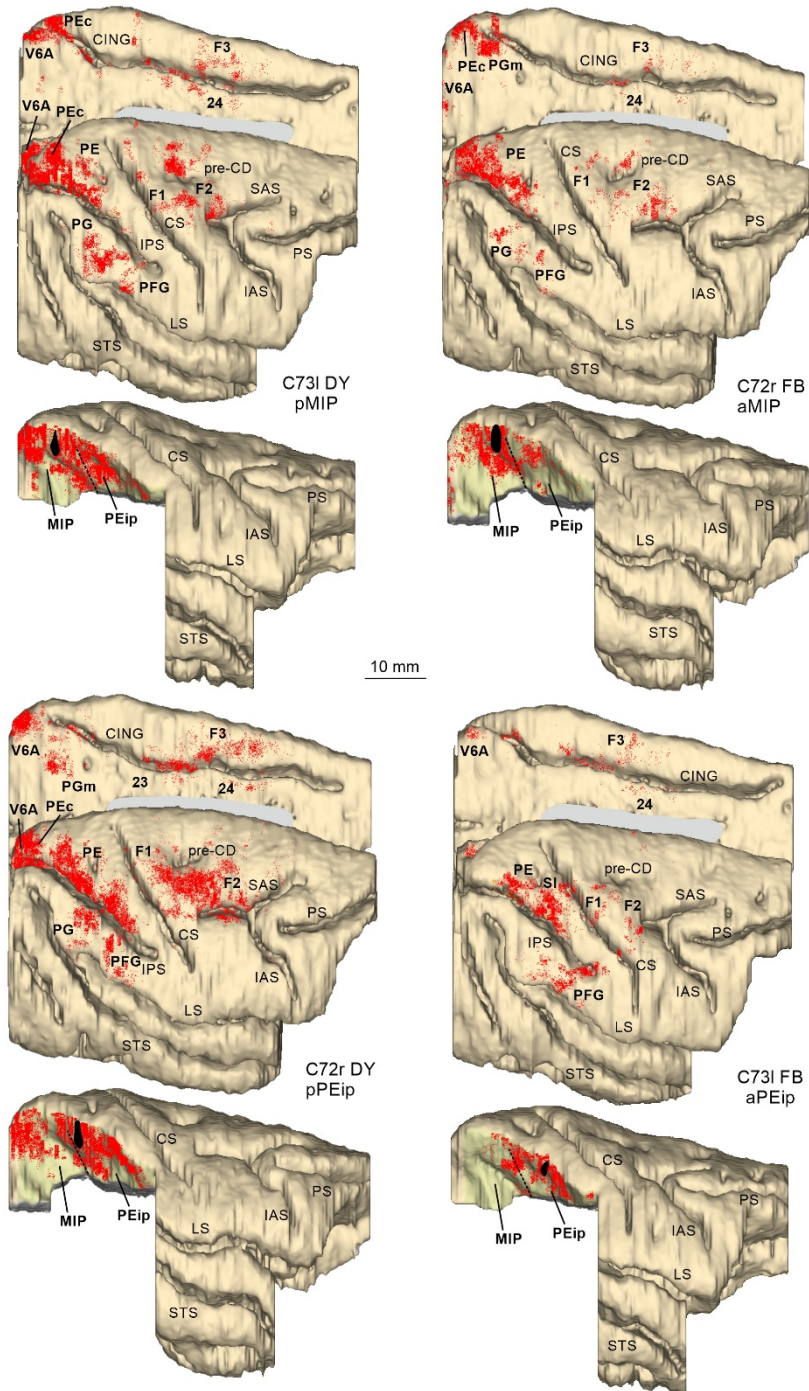 PEc
CING
F3
V6A
24
V6A
PEc
PE
CS
pre-CD
SAS
F1
F2
PG
CS
IPS
PS
PFG
IAS
LS
STS
C73l DY
pMIP
CS
PS
MIP
PEip
IAS
LS
STS
PEc
PGm
CING
F3
V6A
24
PE
CS
pre-CD
SAS
F1
F2
PG
IPS
PS
PFG
IAS
LS
STS
C72r FB
aMIP
CS
PS
MIP
PEip
IAS
LS
STS
10 mm
CING
F3
V6A
PGm
23
24
V6A
PEc
PE
F1
pre-CD
F2
SAS
PG
PS
CS
PFG
IPS
IAS
LS
STS
C72r DY
pPEip
CS
PS
MIP
PEip
IAS
LS
STS
V6A
F3
CING
24
pre-CD
PE
SI
F1
F2
SAS
PS
IPS
CS
IAS
PFG
LS
STS
C73l FB
aPEip
CS
PS
MIP
PEip
IAS
LS
STS